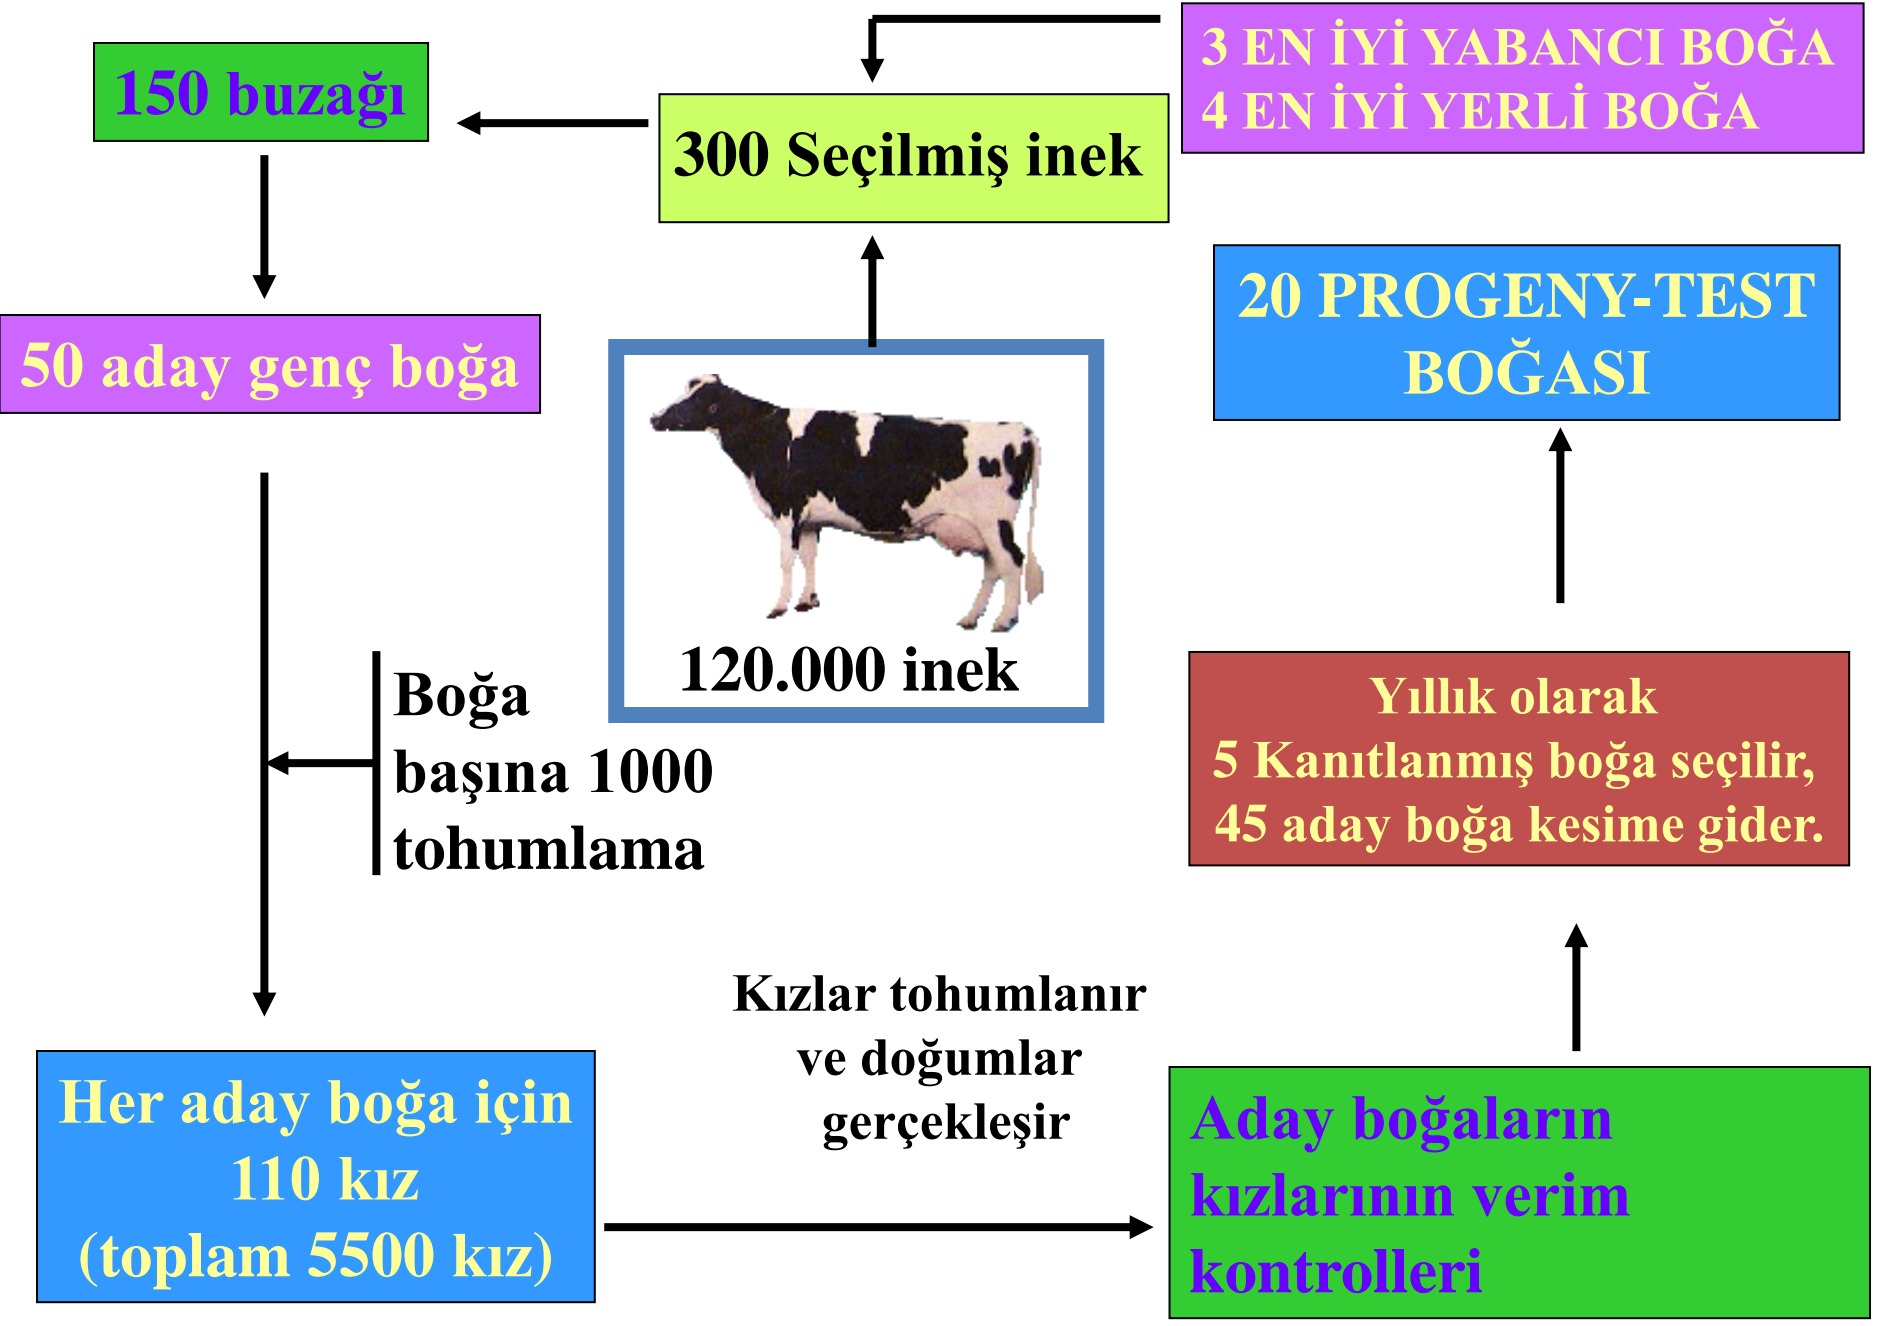 3 EN İYİ YABANCI BOĞA
4 EN İYİ YERLİ BOĞA
150 buzağı
300 Seçilmiş inek
20 PROGENY-TEST
BOĞASI
50 aday genç boğa
120.000 inek
Boğa
başına 1000
tohumlama
Yıllık olarak
5 Kanıtlanmış boğa seçilir,
45 aday boğa kesime gider.
Kızlar tohumlanır
ve doğumlar
gerçekleşir
Her aday boğa için
110 kız
(toplam 5500 kız)
Aday boğaların
kızlarının verim
kontrolleri